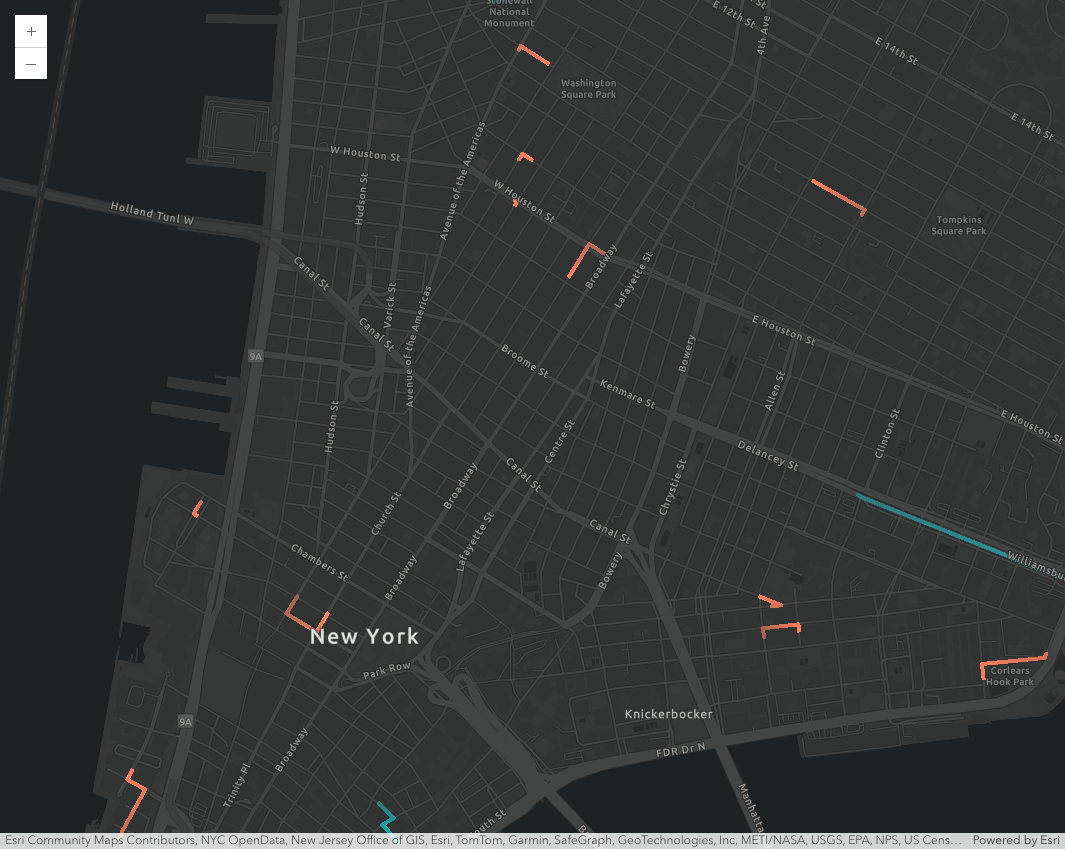 +
−
Stonewall
National
Monument
E 12th St
4th Ave
E 14th St
E 14th St
Washington
Square Park
W Houston St
Avenue of the Americas
Hudson St
W Houston St
Holland Tunl W
Tompkins
Square Park
Canal St
Varick St
Broadway
Lafayette St
Canal St
Avenue of the Americas
E Houston St
9A
Broome St
Bowery
Kenmare St
Allen St
Hudson St
Centre St
Clinton St
E Houston St
Delancey St
Canal St
Broadway
Chrystie St
Church St
Lafayette St
Canal St
Chambers St
Broadway
Bowery
Williamsbu
New York
Park Row
Corlears
Hook Park
9A
Knickerbocker
Broadway
FDR Dr N
Trinity Pl
Manhatta
outh St
B
Esri Community Maps Contributors, NYC OpenData, New Jersey Office of GIS, Esri, TomTom, Garmin, SafeGraph, GeoTechnologies, Inc, METI/NASA, USGS, EPA, NPS, US Cens…
Powered by Esri